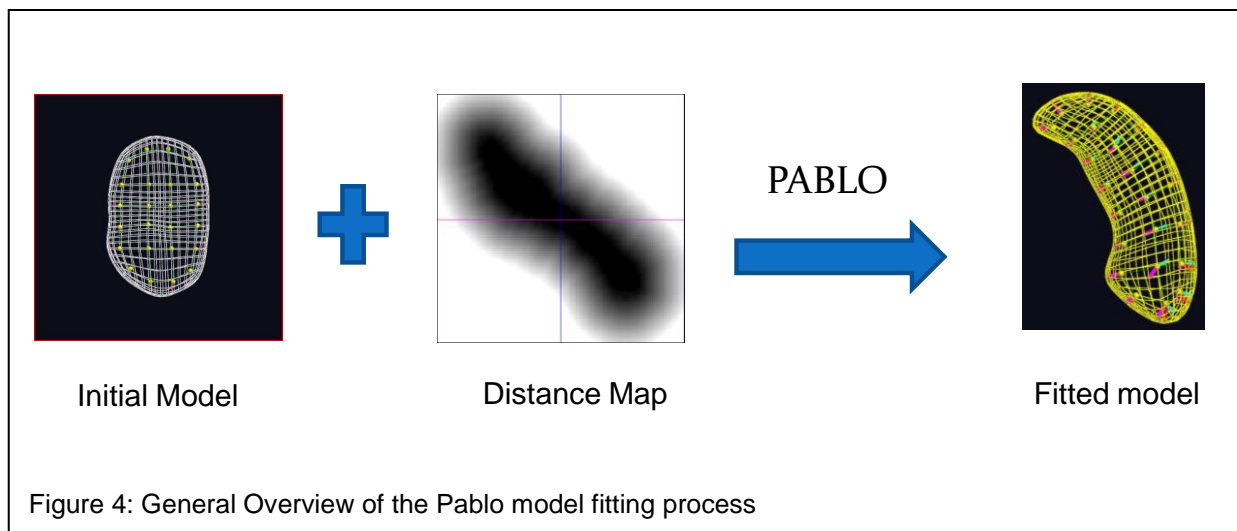 PABLO
Initial Model
Distance Map
Fitted model
Figure 4: General Overview of the Pablo model fitting process